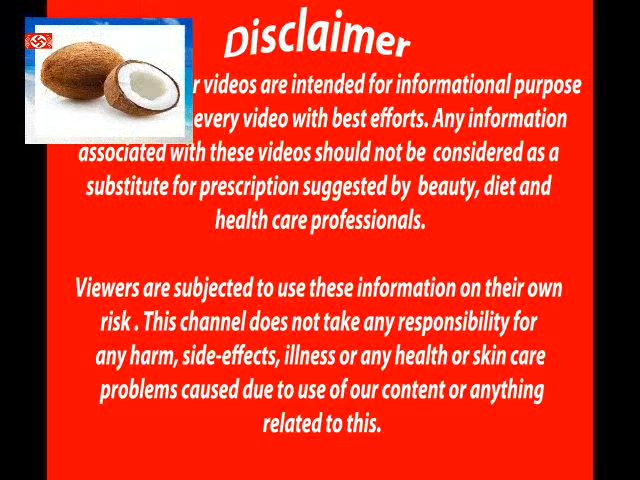 Disclaimer
r videos are intended for informational purpose
every video with best efforts. Any information
associated with these videos should not be considered as a
substitute for prescription suggested by beauty, diet and
health care professionals.
Viewers are subjected to use these information on their own
risk . This channel does not take any responsibility for
any harm, side-effects, illness or any health or skin care
problems caused due to use of our content or anything
related to this.